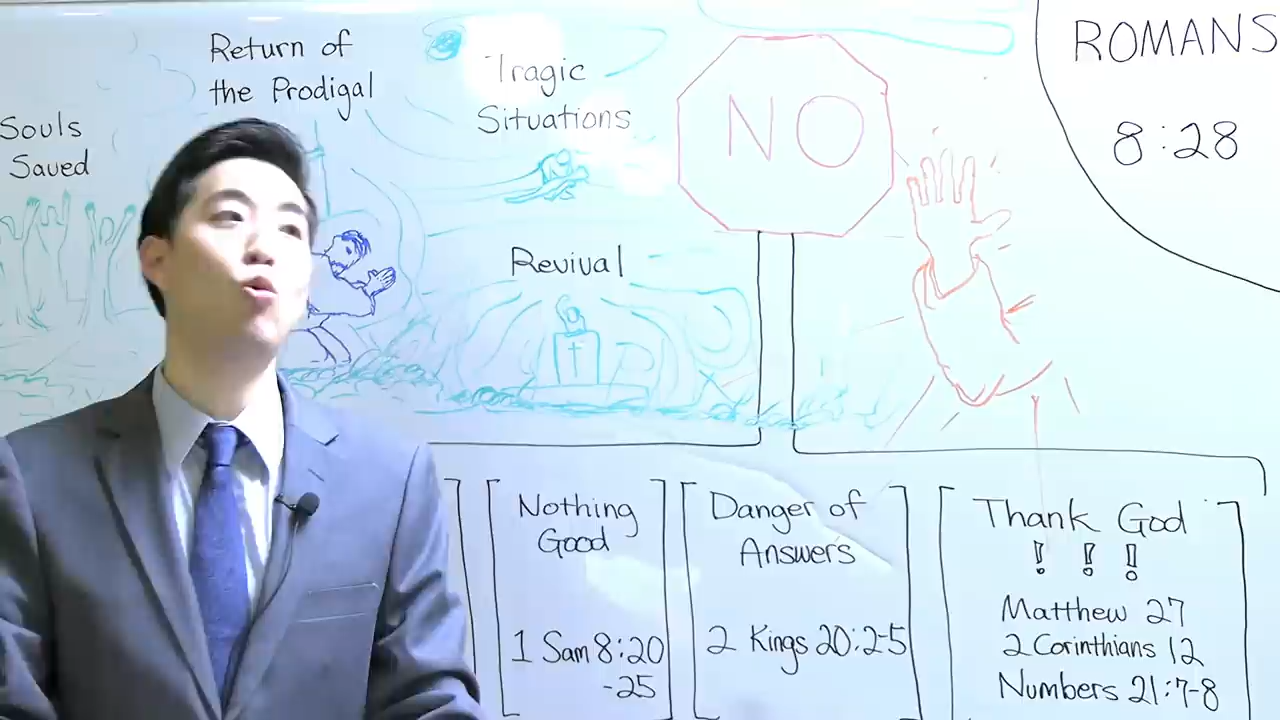 Souls
Saved
Return of
the Prodigal
Tragic
Situations
Revival
NO
ROMANS
8:28
Nothing
Good
1 Sam 8:20
-25
Danger of
Answers
2 Kings 20:2-5
Thank God
! ! !
Matthew 27
2 Corinthians 12
Numbers 21:7-8